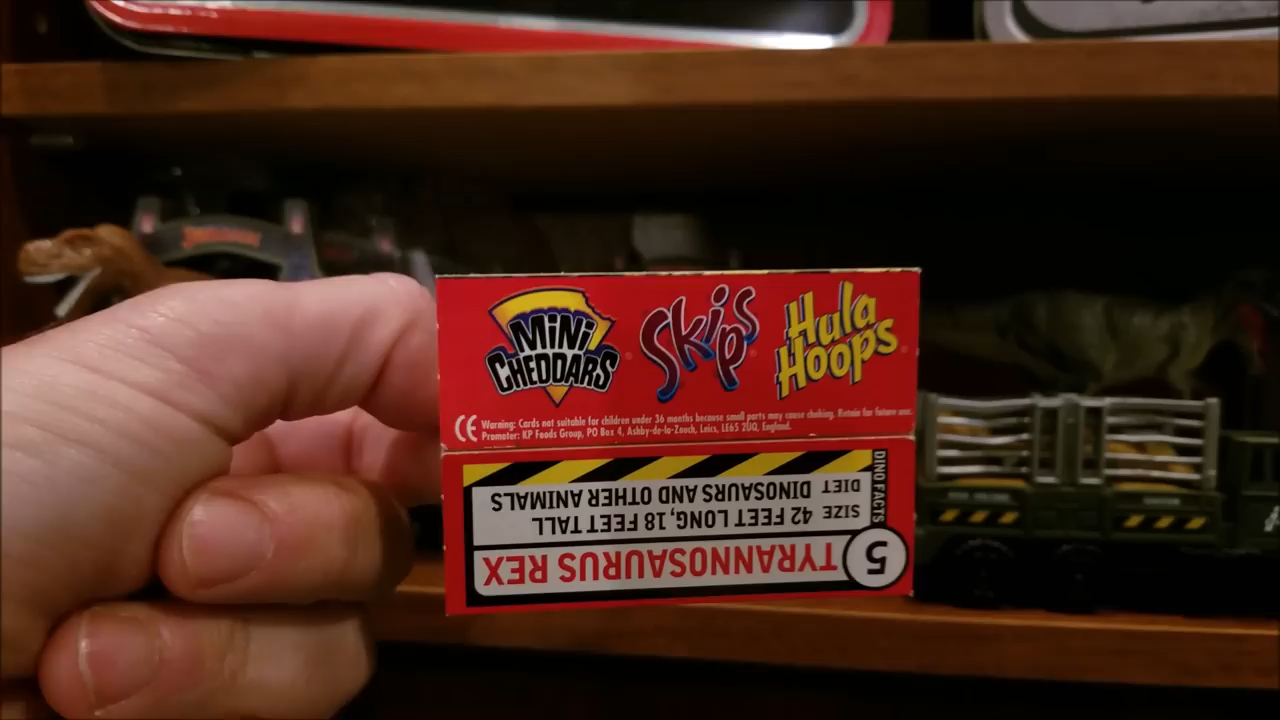 MiNi CHEDDARS
Skips
Hula Hoops
CE Warning: Cards not suitable for children under 36 months because small parts may cause choking. Retain for future use.
Promoter: KP Foods Group, PO Box 4, Ashby-de-la-Zouch, Leics, LE65 2UQ, England.
DINO FACTS
5 TYRANNOSAURUS REX
SIZE 42 FEET LONG, 18 FEET TALL
DIET DINOSAURS AND OTHER ANIMALS